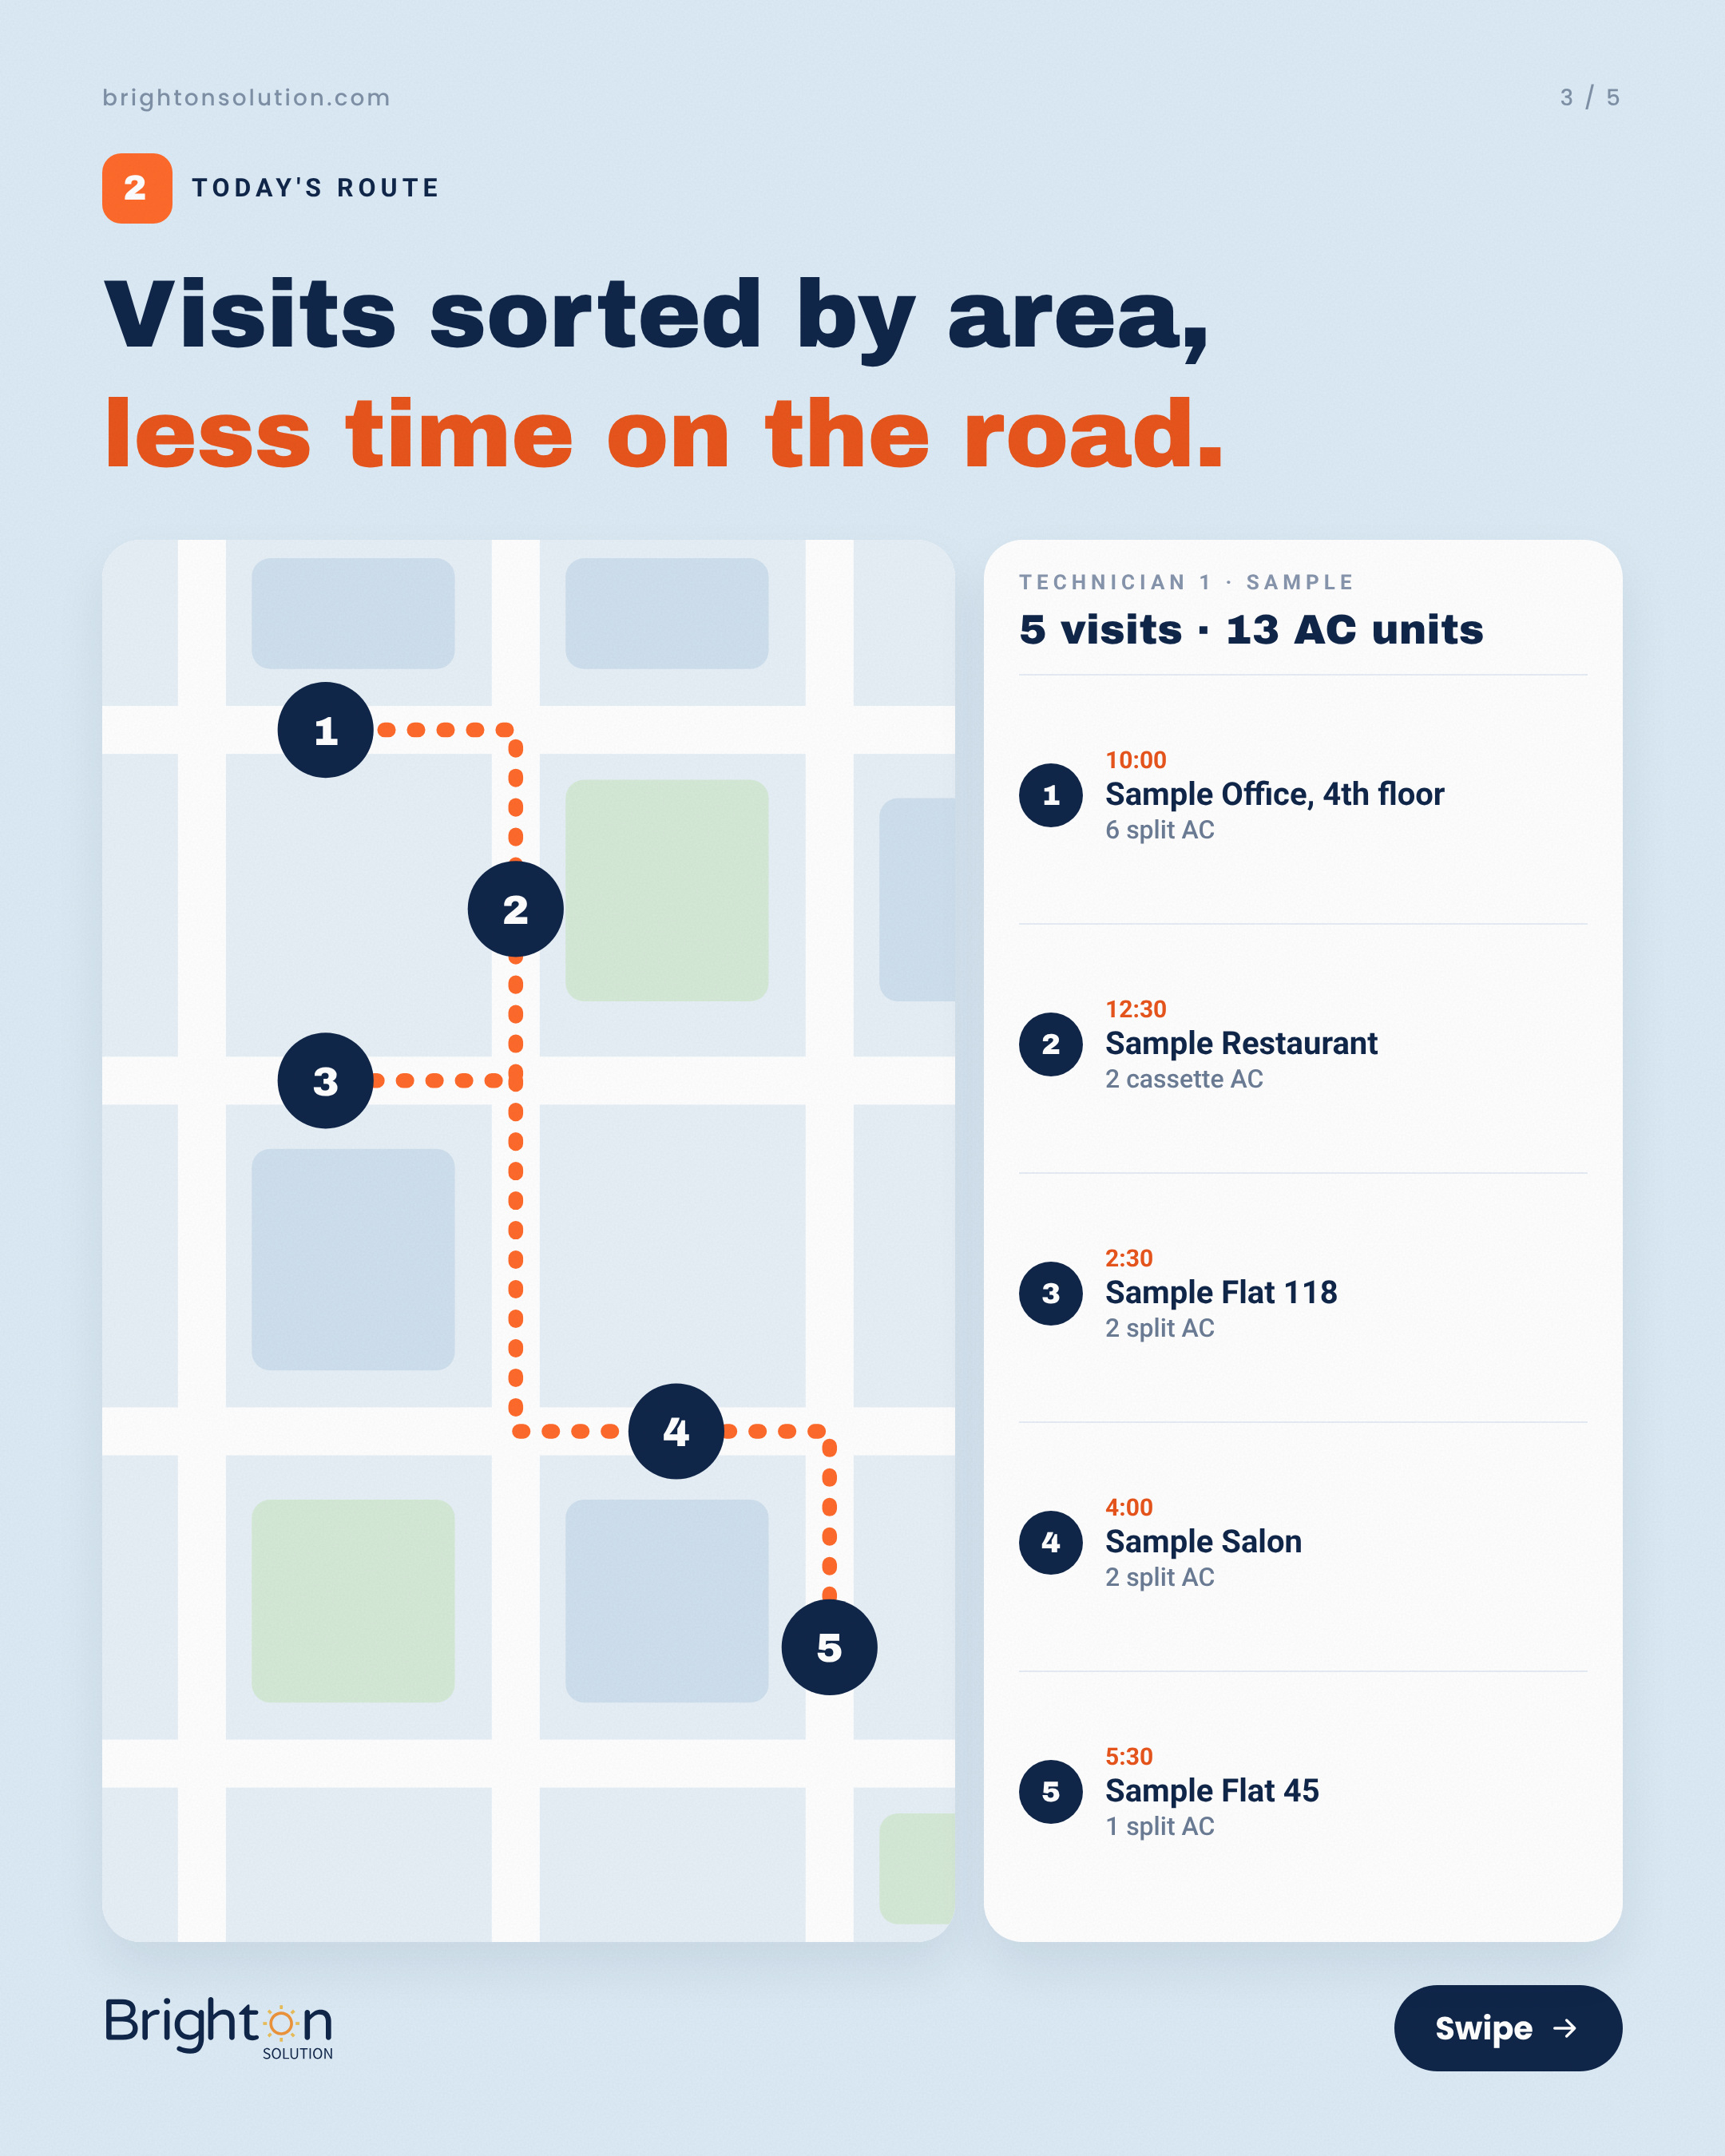 brightonsolution.com
3 / 5
2
TODAY'S ROUTE
Visits sorted by area,
less time on the road.
1
2
3
4
5
TECHNICIAN 1 · SAMPLE
5 visits · 13 AC units
1
10:00
Sample Office, 4th floor
6 split AC
2
12:30
Sample Restaurant
2 cassette AC
3
2:30
Sample Flat 118
2 split AC
4
4:00
Sample Salon
2 split AC
5
5:30
Sample Flat 45
1 split AC
Brighton
SOLUTION
Swipe →